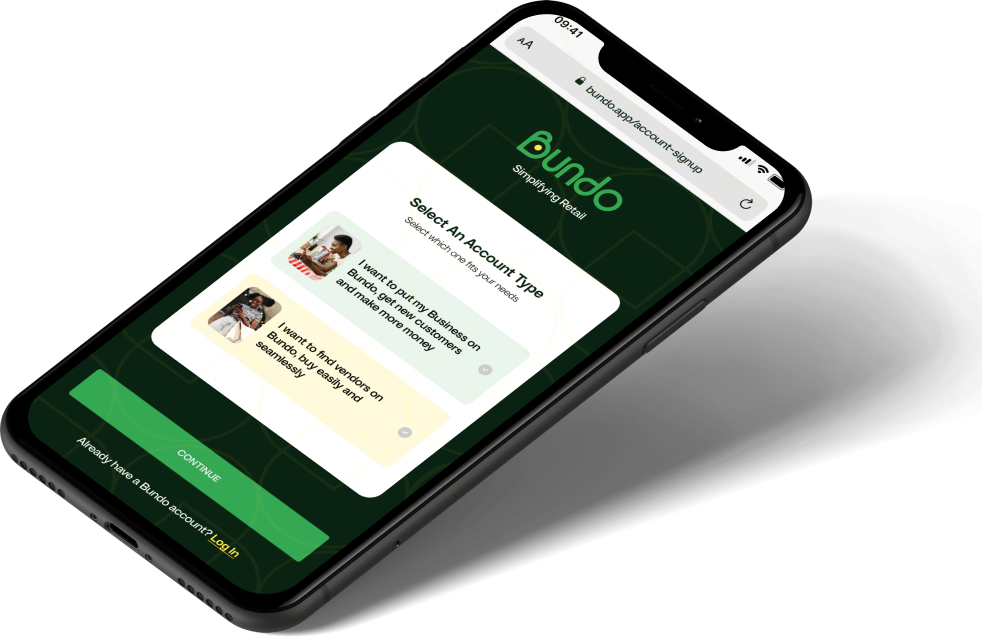 09:41
AA
bundo.app/account-signup
Bundo
Simplifying Retail
Select An Account Type
Select which one fits your needs
I want to put my Business on
Bundo, get new customers
and make more money
I want to find vendors on
Bundo, buy easily and
seamlessly
CONTINUE
Already have a Bundo account? Log In